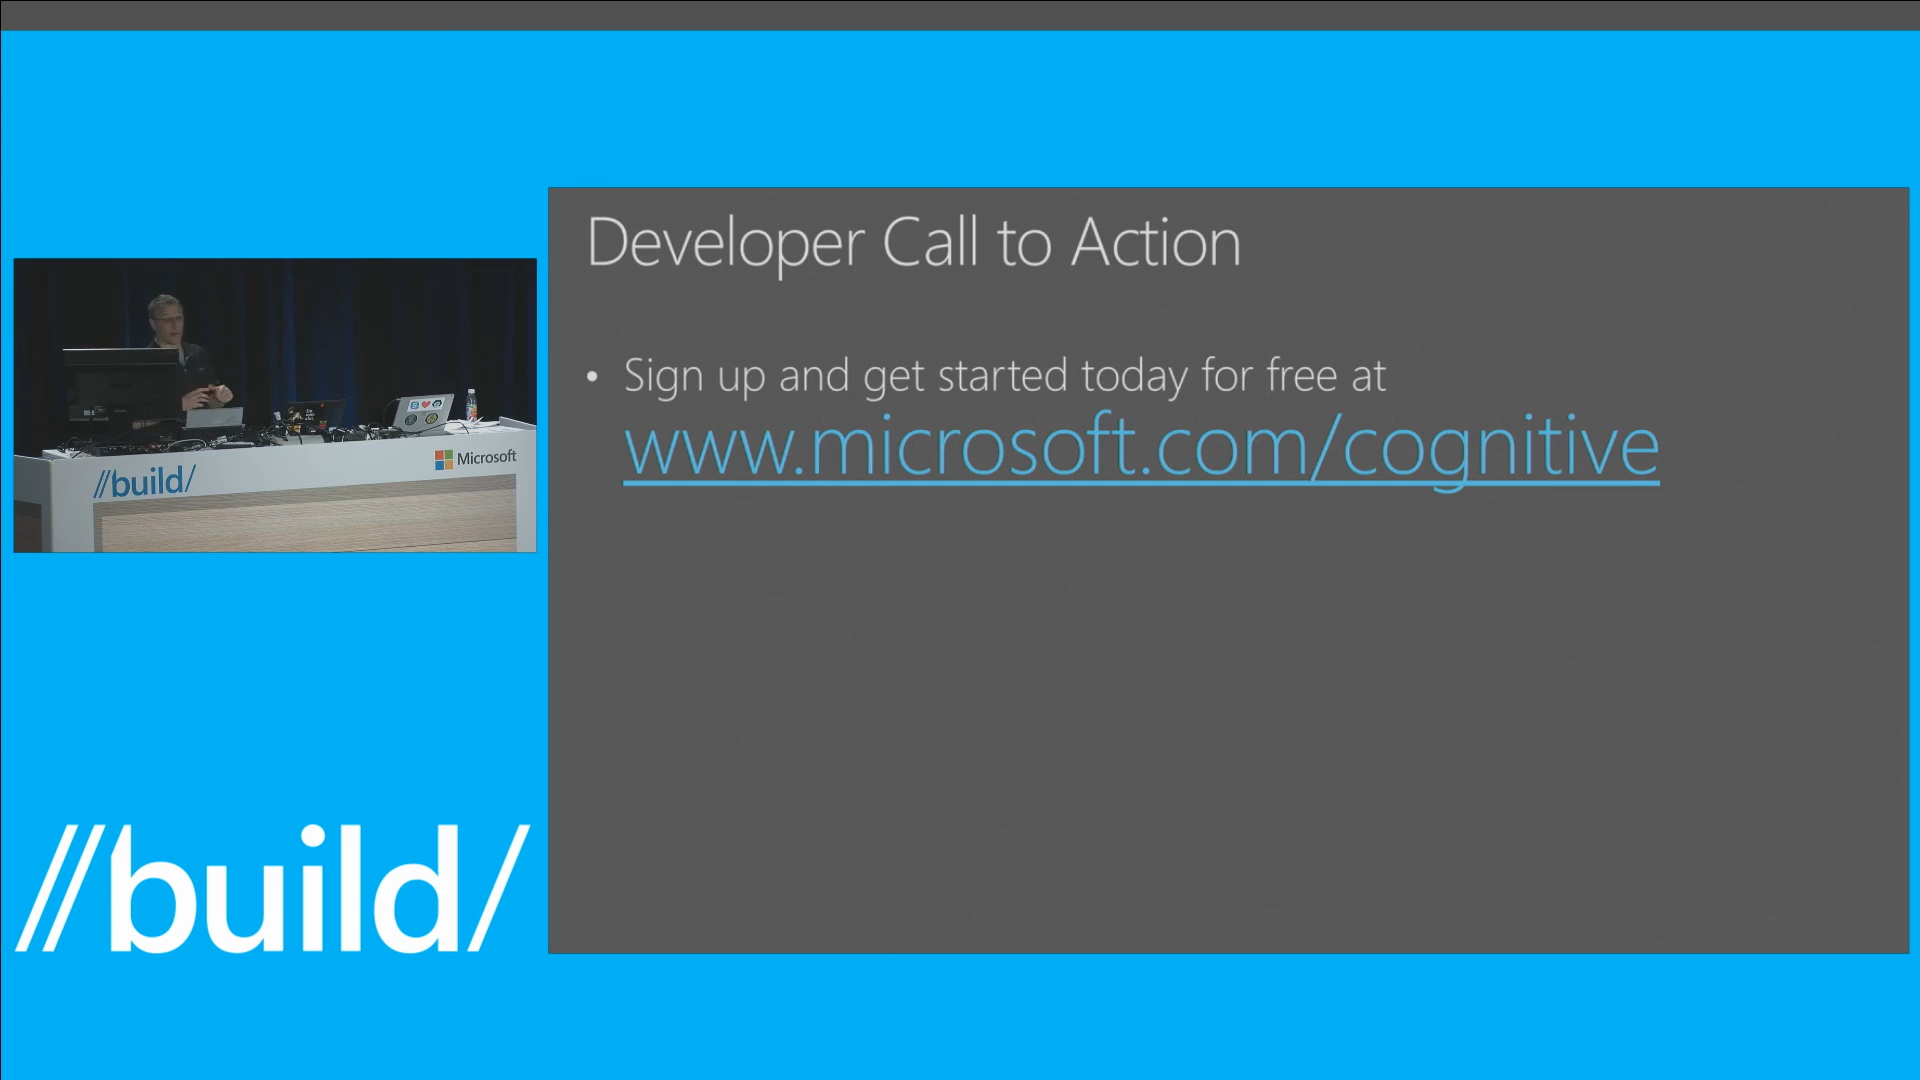 Developer Call to Action
• Sign up and get started today for free at
www.microsoft.com/cognitive
//build/
Microsoft
//build/